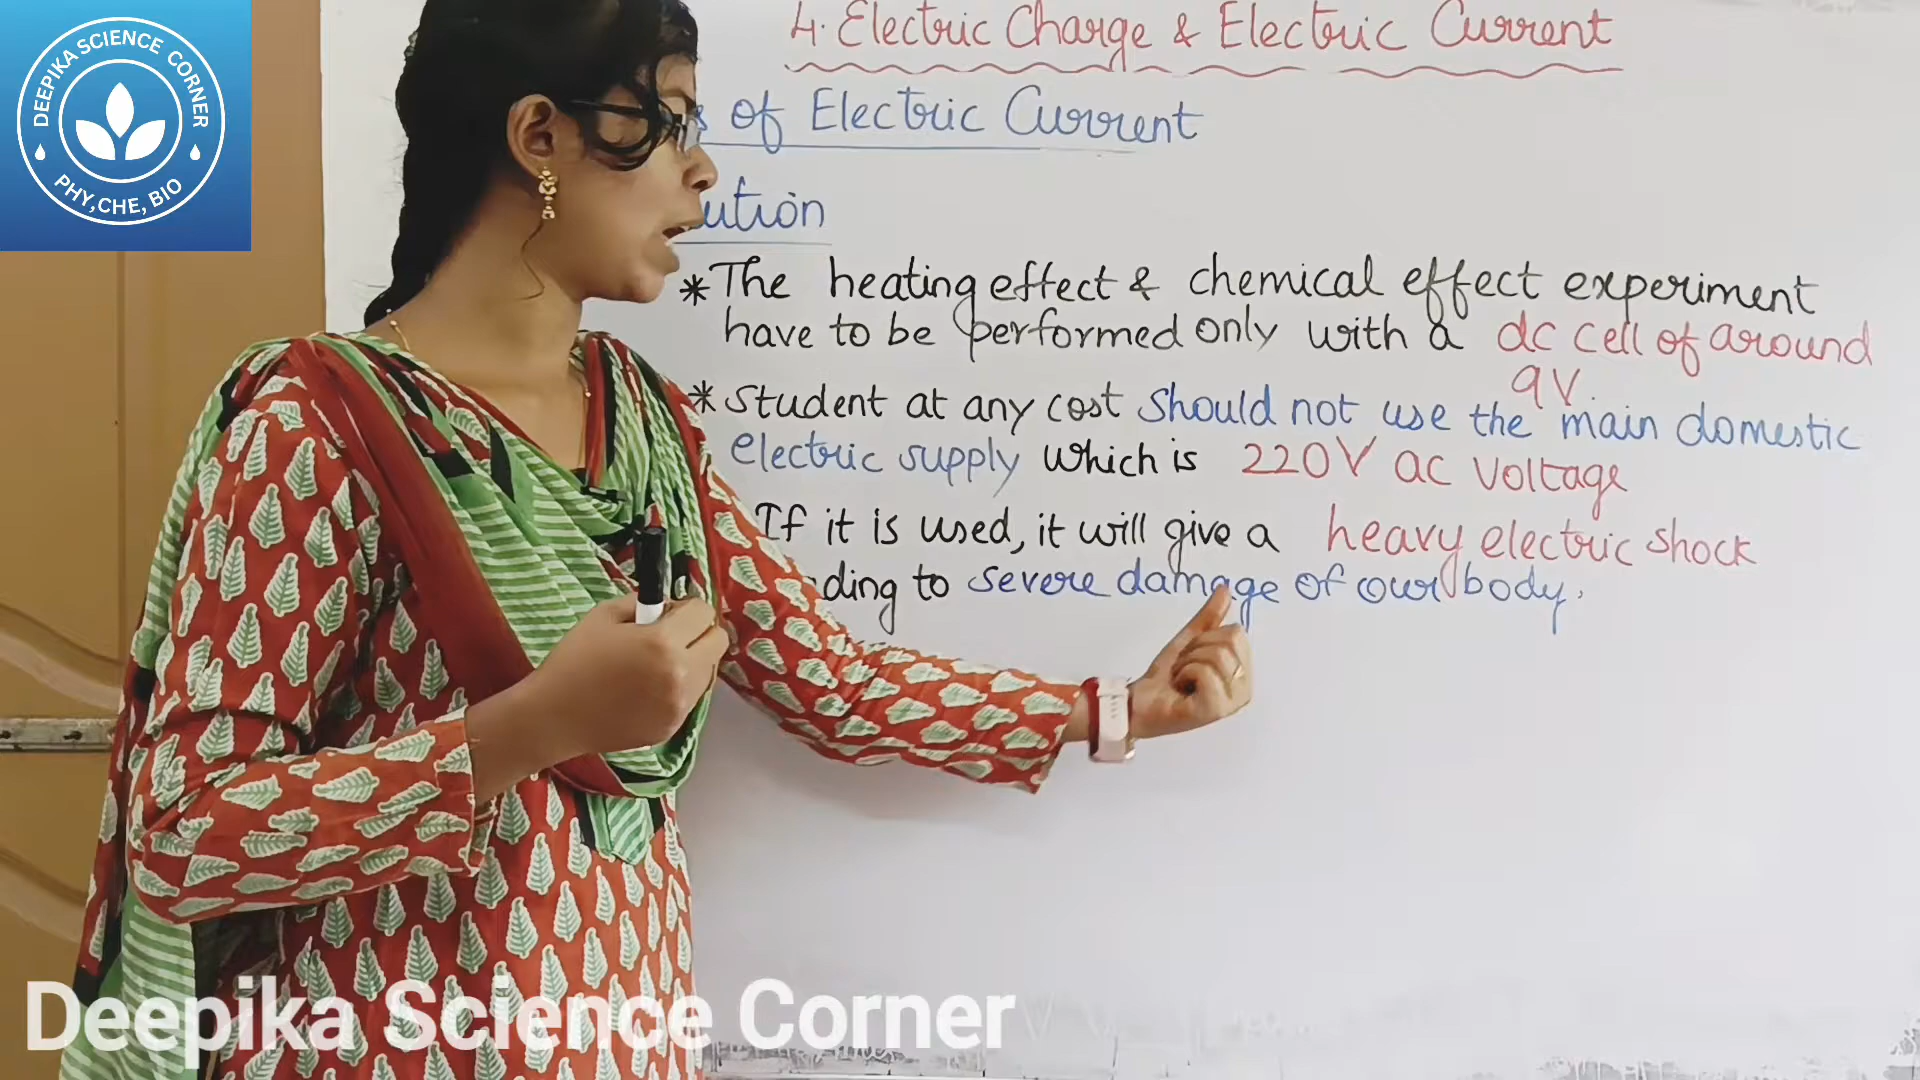 DEEPIKA SCIENCE CORNER
PHY,CHE, BIO
4. Electric Charge & Electric Current
of Electric Current
ution
* The heating effect & chemical effect experiment
have to be performed only with a dc cell of around
9V.
* Student at any cost should not use the main domestic
electric supply which is 220V ac voltage
If it is used, it will give a heavy electric shock
ding to severe damage of our body.
Deepika Science Corner